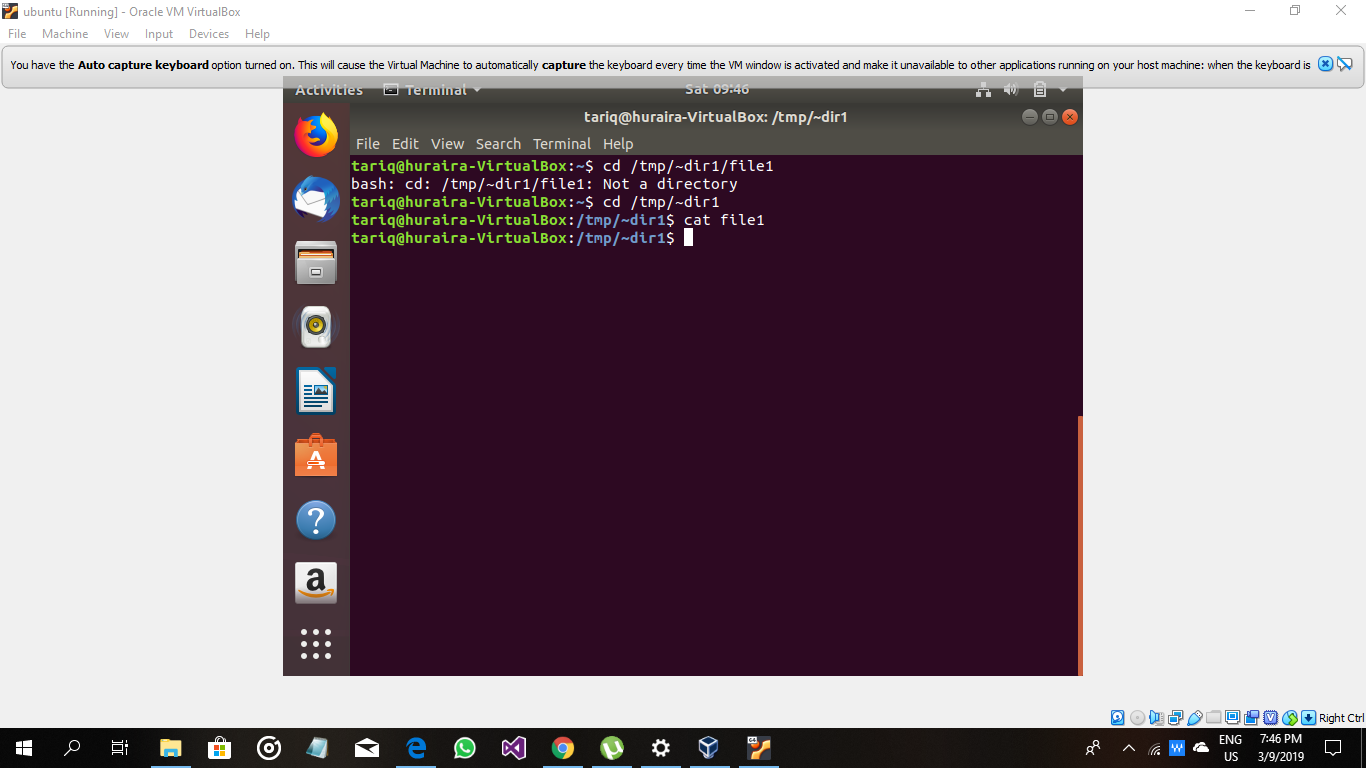 ubuntu [Running] - Oracle VM VirtualBox
File Machine View Input Devices Help
You have the Auto capture keyboard option turned on. This will cause the Virtual Machine to automatically capture the keyboard every time the VM window is activated and make it unavailable to other applications running on your host machine: when the keyboard is
Activities Terminal Sat 09:46
tariq@huraira-VirtualBox: /tmp/~dir1
File Edit View Search Terminal Help
tariq@huraira-VirtualBox:~$ cd /tmp/~dir1/file1
bash: cd: /tmp/~dir1/file1: Not a directory
tariq@huraira-VirtualBox:~$ cd /tmp/~dir1
tariq@huraira-VirtualBox:/tmp/~dir1$ cat file1
tariq@huraira-VirtualBox:/tmp/~dir1$
Right Ctrl
ENG 7:46 PM
US 3/9/2019